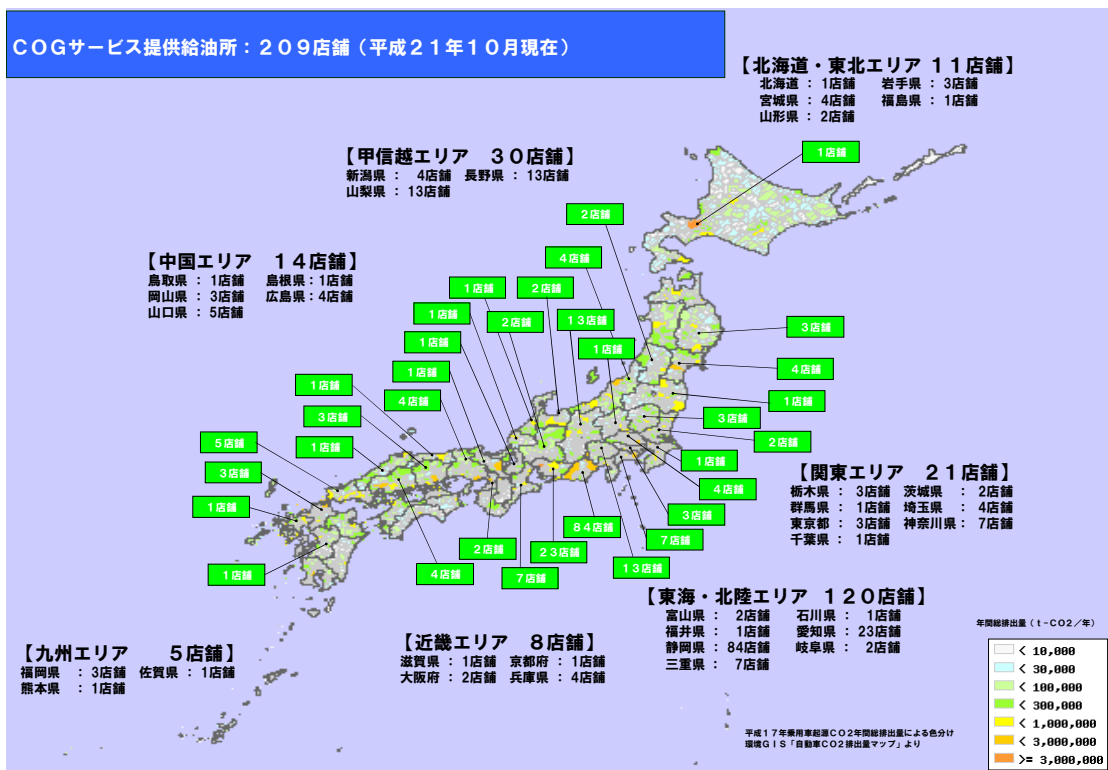 COGサービス提供給油所：209店舗（平成21年10月現在）
【北海道・東北エリア 11店舗】
北海道 ： 1店舗 岩手県 ： 3店舗
宮城県 ： 4店舗 福島県 ： 1店舗
山形県 ： 2店舗
【甲信越エリア 30店舗】
新潟県 ： 4店舗 長野県 ： 13店舗
山梨県 ： 13店舗
【中国エリア 14店舗】
鳥取県 ： 1店舗 島根県 ： 1店舗
岡山県 ： 3店舗 広島県 ： 4店舗
山口県 ： 5店舗
1店舗
2店舗
4店舗
1店舗
2店舗
1店舗
2店舗
13店舗
3店舗
1店舗
1店舗
4店舗
1店舗
1店舗
4店舗
1店舗
3店舗
3店舗
5店舗
1店舗
2店舗
3店舗
1店舗
4店舗
1店舗
3店舗
84店舗
7店舗
2店舗
23店舗
13店舗
1店舗
4店舗
7店舗
【関東エリア 21店舗】
栃木県 ： 3店舗 茨城県 ： 2店舗
群馬県 ： 1店舗 埼玉県 ： 4店舗
東京都 ： 3店舗 神奈川県： 7店舗
千葉県 ： 1店舗
【東海・北陸エリア 120店舗】
富山県 ： 2店舗 石川県 ： 1店舗
福井県 ： 1店舗 愛知県 ： 23店舗
静岡県 ： 84店舗 岐阜県 ： 2店舗
三重県 ： 7店舗
【近畿エリア 8店舗】
滋賀県 ： 1店舗 京都府 ： 1店舗
大阪府 ： 2店舗 兵庫県 ： 4店舗
【九州エリア 5店舗】
福岡県 ： 3店舗 佐賀県 ： 1店舗
熊本県 ： 1店舗
年間総排出量（t-CO2／年）
< 10,000
< 30,000
< 100,000
< 300,000
< 1,000,000
< 3,000,000
>= 3,000,000
平成17年乗用車起源CO2年間総排出量による色分け
環境GIS「自動車CO2排出量マップ」より